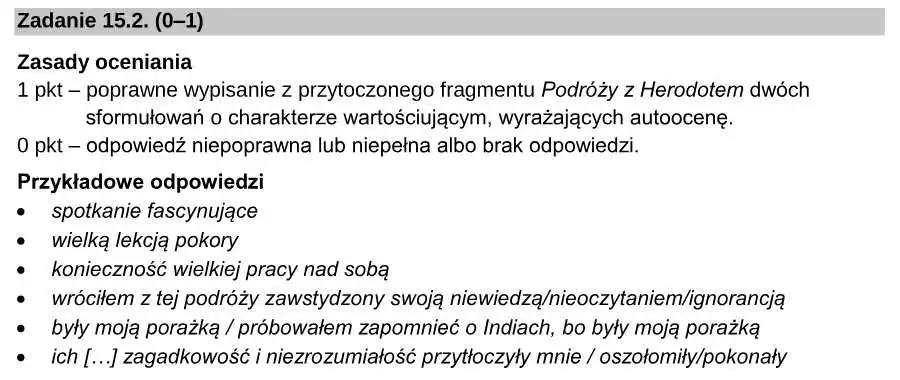 Zadanie 15.2. (0–1)
Zasady oceniania
1 pkt – poprawne wypisanie z przytoczonego fragmentu Podróży z Herodotem dwóch
sformułowań o charakterze wartościującym, wyrażających autoocenę.
0 pkt – odpowiedź niepoprawna lub niepełna albo brak odpowiedzi.
Przykładowe odpowiedzi
• spotkanie fascynujące
• wielką lekcją pokory
• konieczność wielkiej pracy nad sobą
• wróciłem z tej podróży zawstydzony swoją niewiedzą/nieoczytaniem/ignorancją
• były moją porażką / próbowałem zapomnieć o Indiach, bo były moją porażką
• ich […] zagadkowość i niezrozumiałość przytłoczyły mnie / oszołomiły/pokonały